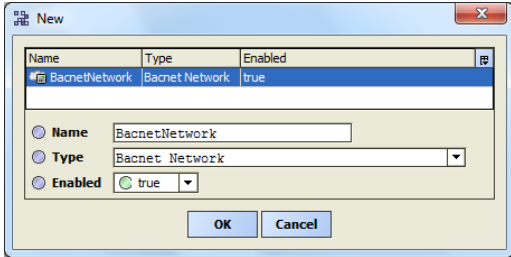 New
Name Type Enabled
BacnetNetwork Bacnet Network true
Name BacnetNetwork
Type Bacnet Network
Enabled true
OK Cancel